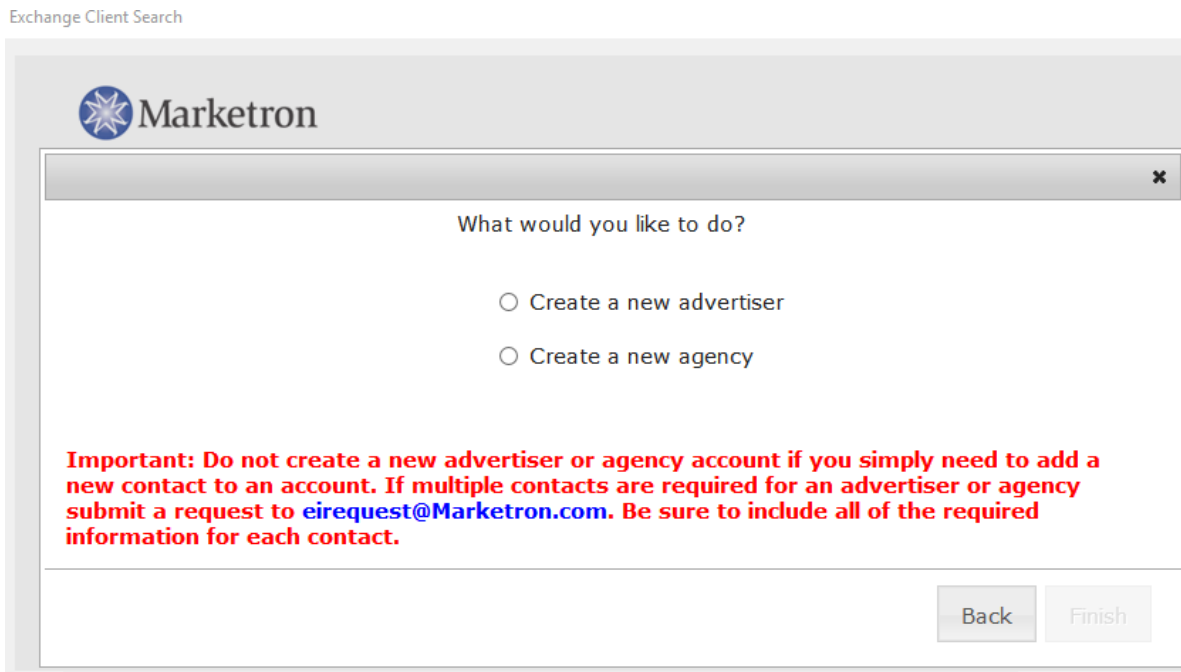 Exchange Client Search
Marketron
What would you like to do?
Create a new advertiser
Create a new agency
Important: Do not create a new advertiser or agency account if you simply need to add a
new contact to an account. If multiple contacts are required for an advertiser or agency
submit a request to eirequest@Marketron.com. Be sure to include all of the required
information for each contact.
Back Finish